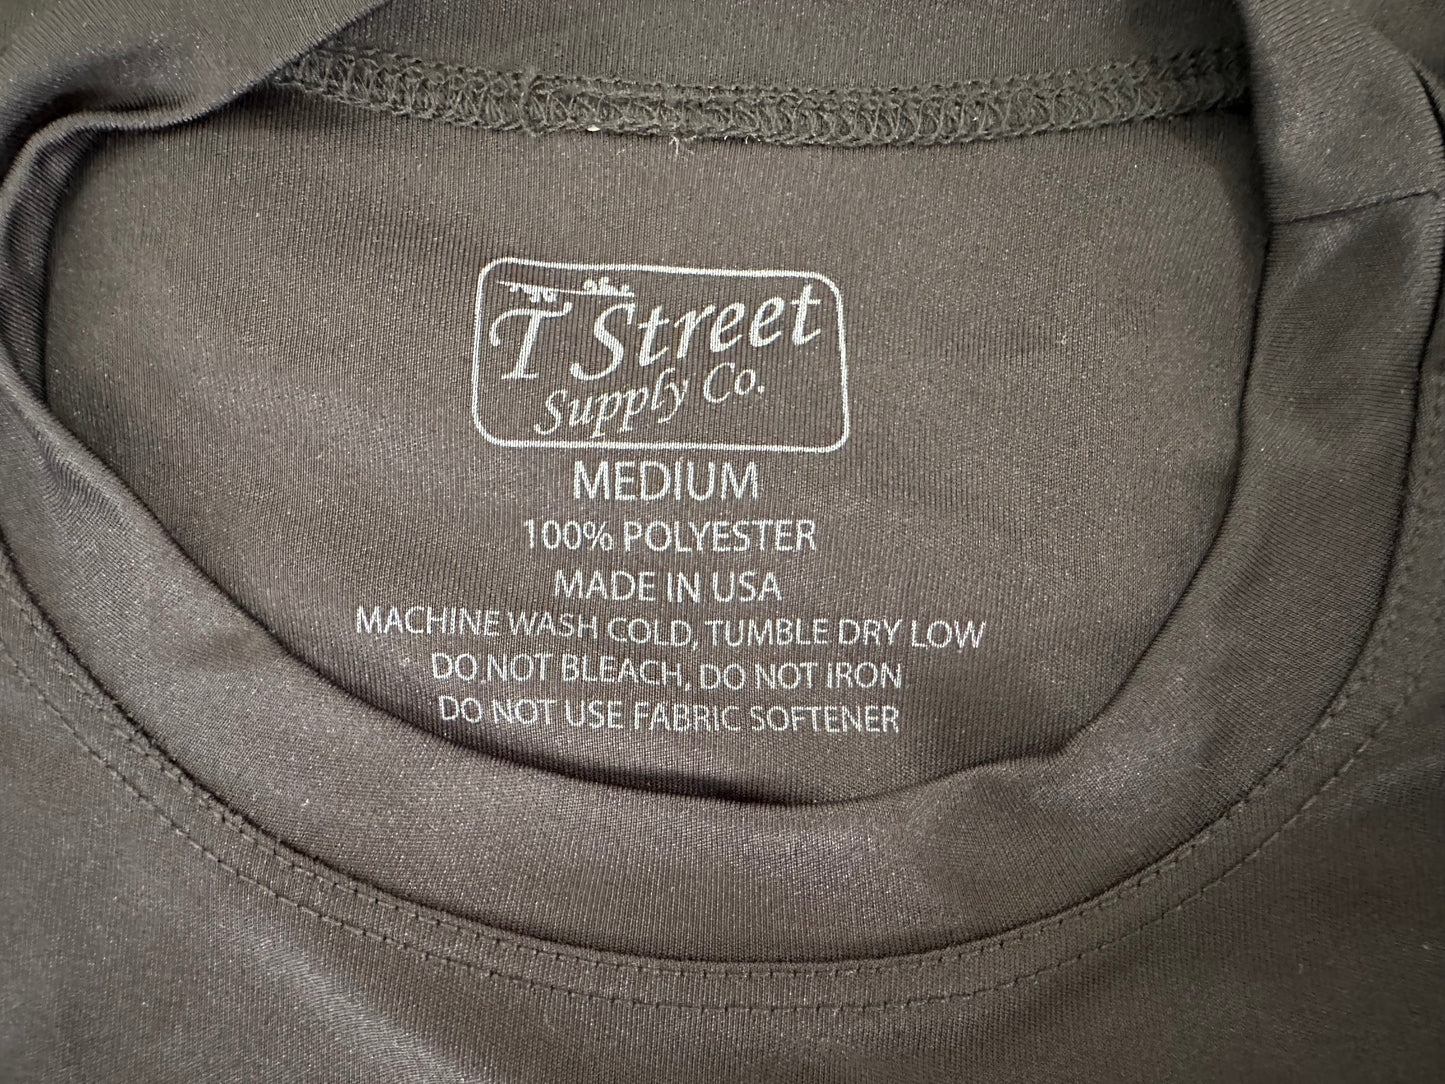 T Street
Supply Co.
MEDIUM
100% POLYESTER
MADE IN USA
MACHINE WASH COLD, TUMBLE DRY LOW
DO NOT BLEACH, DO NOT IRON
DO NOT USE FABRIC SOFTENER